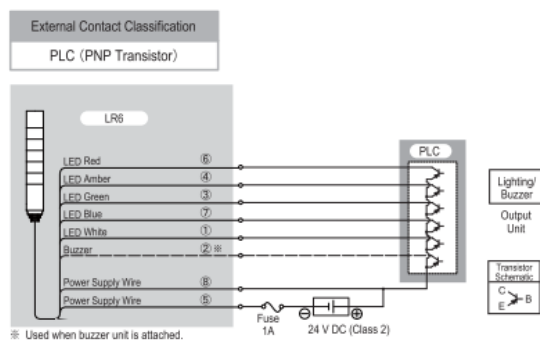 External Contact Classification
PLC (PNP Transistor)
LR6
PLC
LED Red ⑥
LED Amber ④
LED Green ③
LED Blue ⑦
LED White ①
Buzzer ②※
Power Supply Wire ⑧
Power Supply Wire ⑤
Fuse
1A
⊖ ⊕
24 V DC (Class 2)
Lighting/
Buzzer
Output
Unit
Transistor
Schematic
C
B
E
※ Used when buzzer unit is attached.